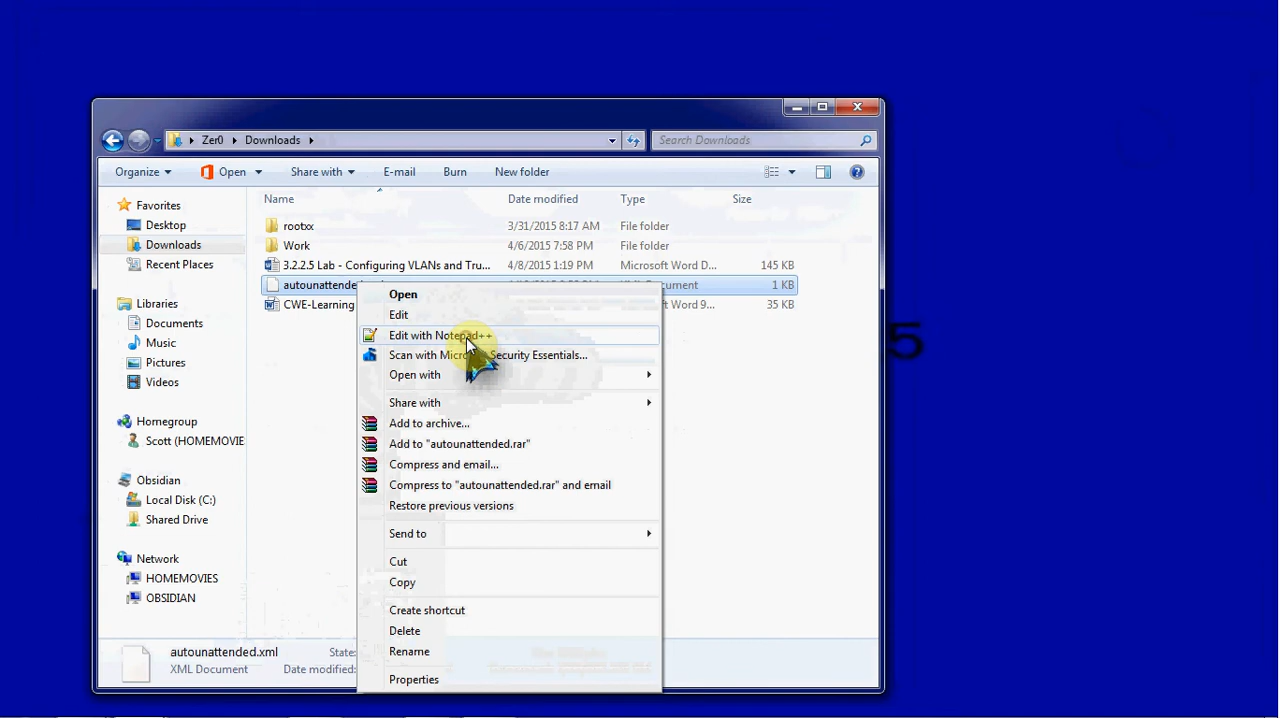 Zer0 Downloads
Search Downloads
Organize Open Share with E-mail Burn New folder
Name Date modified Type Size
Favorites
Desktop
Downloads
Recent Places
Libraries
Documents
Music
Pictures
Videos
Homegroup
Scott (HOMEMOVIE
Obsidian
Local Disk (C:)
Shared Drive
Network
HOMEMOVIES
OBSIDIAN
rootxx 3/31/2015 8:17 AM File folder
Work 4/6/2015 7:58 PM File folder
3.2.2.5 Lab - Configuring VLANs and Tru... 4/8/2015 1:19 PM Microsoft Word D... 145 KB
autounattende 1 KB
CWE-Learning Word 9... 35 KB
Open
Edit
Edit with Notepad++
Scan with Security Essentials...
Open with
Share with
Add to archive...
Add to "autounattended.rar"
Compress and email...
Compress to "autounattended.rar" and email
Restore previous versions
Send to
Cut
Copy
Create shortcut
Delete
Rename
Properties
5
autounattended.xml State:
XML Document Date modified: